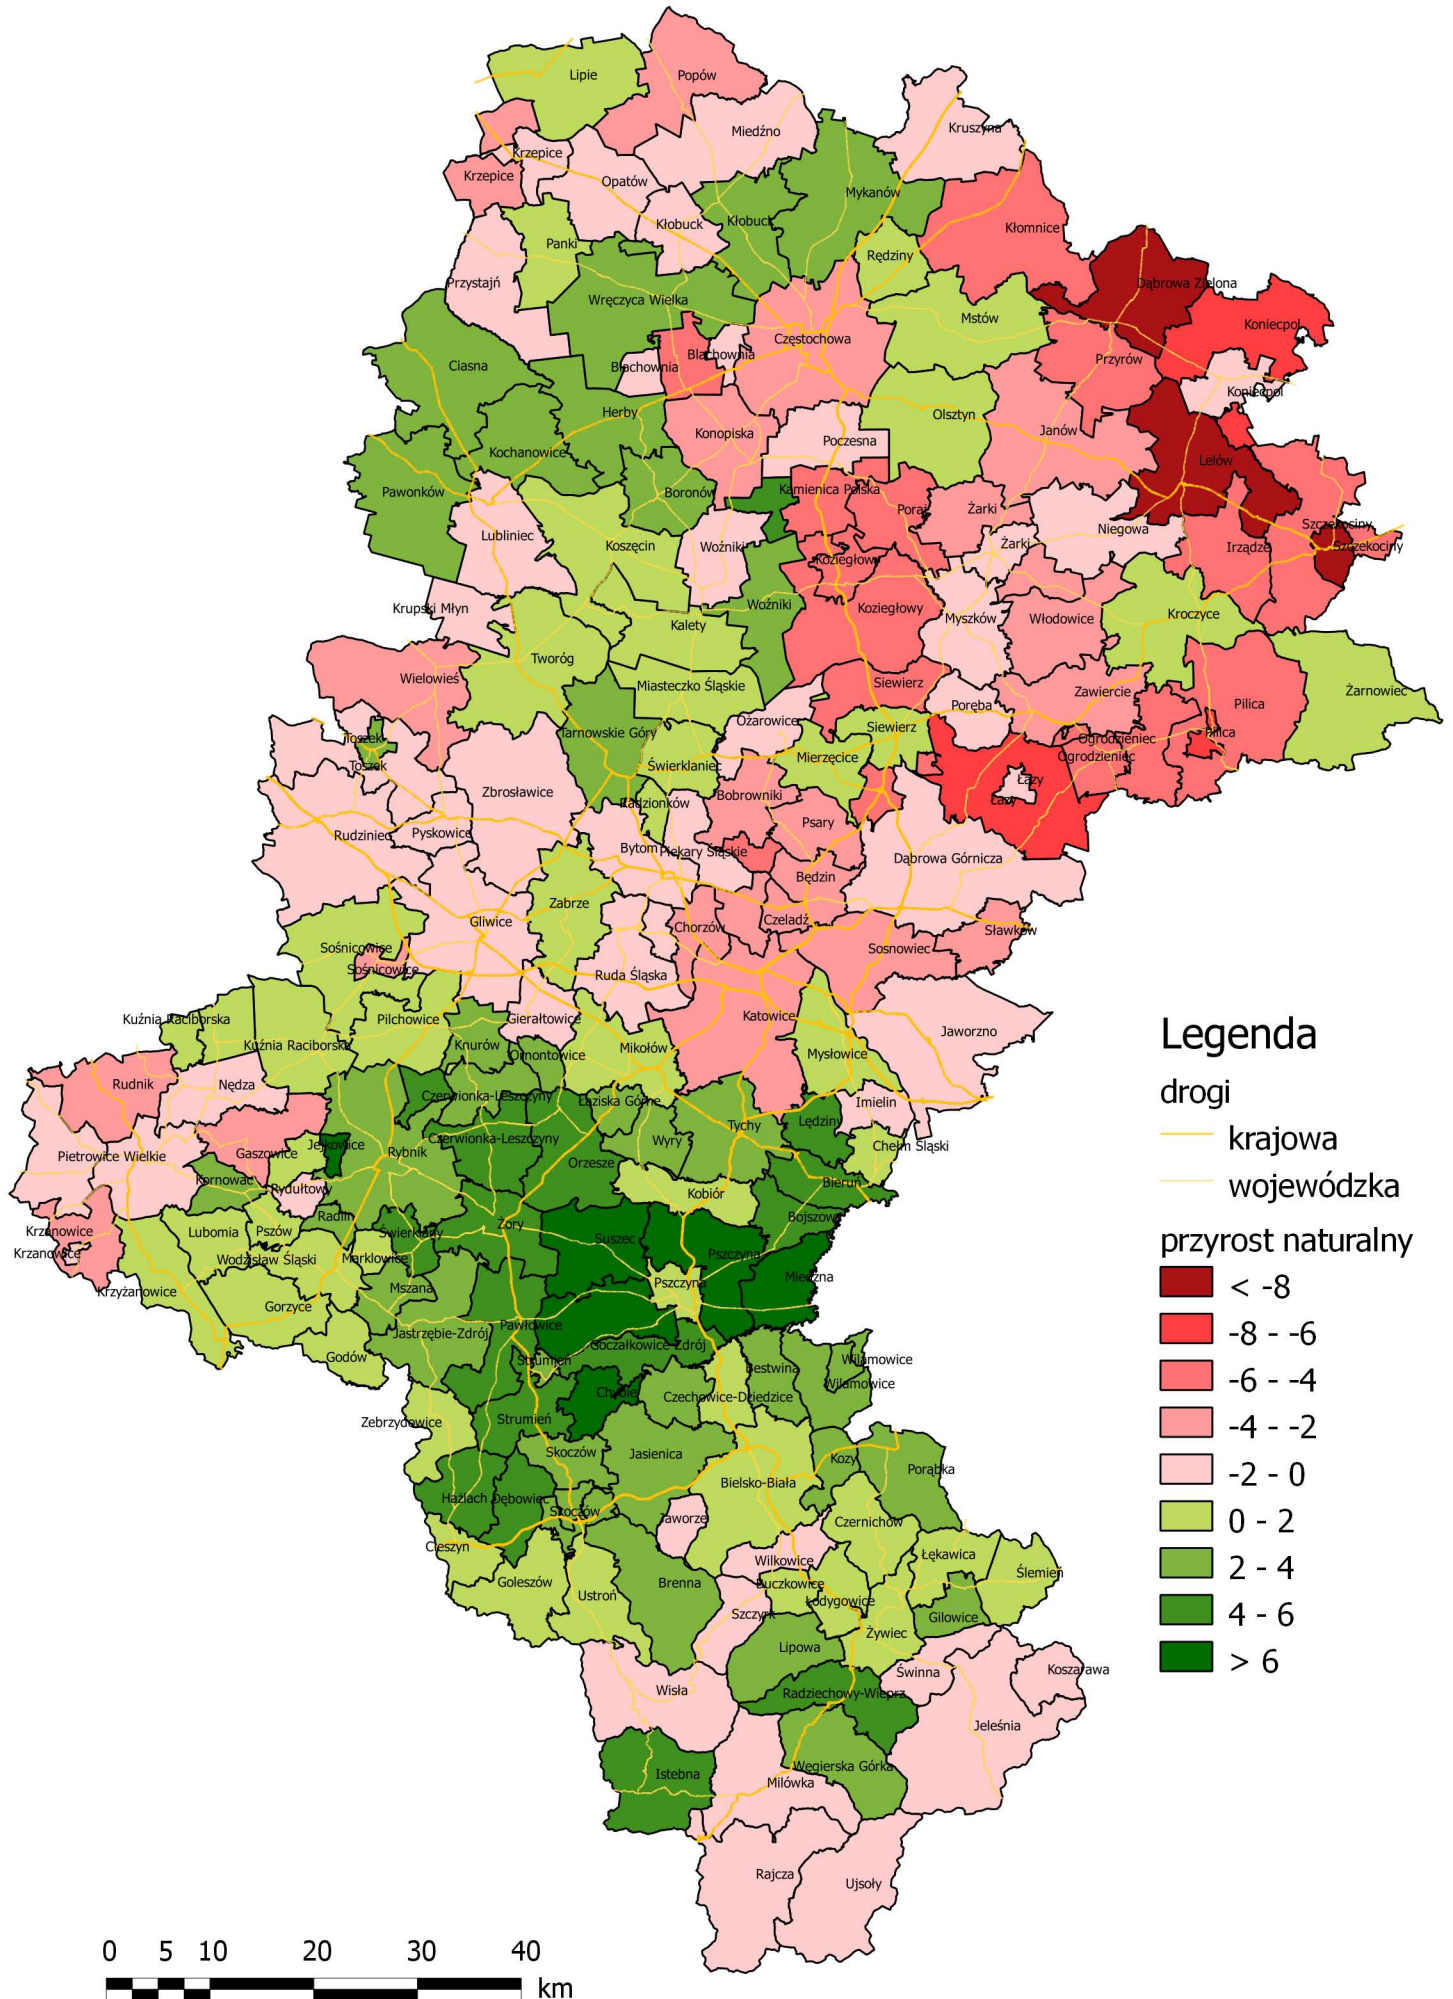 Lipie
Popów
Miedźno
Kruszyna
Krzepice
Krzepice
Opatów
Mykanów
Kłobuck
Kłobuck
Kłomnice
Panki
Rędziny
Przystajń
Dąbrowa Zielona
Wręczyca Wielka
Mstów
Koniecpol
Częstochowa
Blachownia
Przyrów
Ciasna
Blachownia
Koniecpol
Herby
Olsztyn
Konopiska
Janów
Poczesna
Kochanowice
Lelów
Pawonków
Boronów
Kamienica Polska
Poraj
Żarki
Szczekociny
Niegowa
Lubliniec
Koszęcin
Woźniki
Żarki
Irządze
Szczekociny
Koziegłowy
Krupski Młyn
Woźniki
Koziegłowy
Kroczyce
Kalety
Myszków
Włodowice
Tworóg
Wielowieś
Miasteczko Śląskie
Siewierz
Zawiercie
Żarnowiec
Poręba
Pilica
Ożarowice
Siewierz
Tarnowskie Góry
Toszek
Ogrodzieniec
Pilica
Mierzęcice
Ogrodzieniec
Toszek
Świerklaniec
Łazy
Zbrosławice
Bobrowniki
Łazy
Radzionków
Psary
Rudziniec
Pyskowice
Bytom
Piekary Śląskie
Dąbrowa Górnicza
Będzin
Zabrze
Gliwice
Chorzów
Czeladź
Sławków
Sośnicowice
Sosnowiec
Sośnicowice
Ruda Śląska
Kuźnia Raciborska
Pilchowice
Gierałtowice
Katowice
Jaworzno
Kuźnia Raciborska
Knurów
Ornontowice
Mikołów
Mysłowice
Rudnik
Nędza
Czerwionka-Leszczyny
Łaziska Górne
Imielin
Lędziny
Tychy
Czerwionka-Leszczyny
Wyry
Chełm Śląski
Jejkowice
Pietrowice Wielkie
Gaszowice
Rybnik
Orzesze
Kornowac
Rydułtowy
Kobiór
Bieruń
Radlin
Bojszowy
Krzanowice
Lubomia
Pszów
Świerklany
Żory
Suszec
Krzanowice
Wodzisław Śląski
Marklowice
Pszczyna
Miedźna
Krzyżanowice
Mszana
Pszczyna
Gorzyce
Jastrzębie-Zdrój
Pawłowice
Goczałkowice-Zdrój
Godów
Strumień
Wilamowice
Bestwina
Wilamowice
Chybie
Czechowice-Dziedzice
Zebrzydowice
Strumień
Skoczów
Jasienica
Kozy
Porąbka
Bielsko-Biała
Hażlach
Dębowiec
Skoczów
Jaworze
Czernichów
Cieszyn
Łękawica
Wilkowice
Ślemień
Goleszów
Brenna
Buczkowice
Ustroń
Łodygowice
Szczyrk
Gilowice
Żywiec
Lipowa
Świnna
Koszarawa
Wisła
Radziechowy-Wieprz
Jeleśnia
Istebna
Węgierska Górka
Milówka
Rajcza
Ujsoły
Legenda
drogi
krajowa
wojewódzka
przyrost naturalny
< -8
-8 - -6
-6 - -4
-4 - -2
-2 - 0
0 - 2
2 - 4
4 - 6
> 6
0 5 10 20 30 40
km